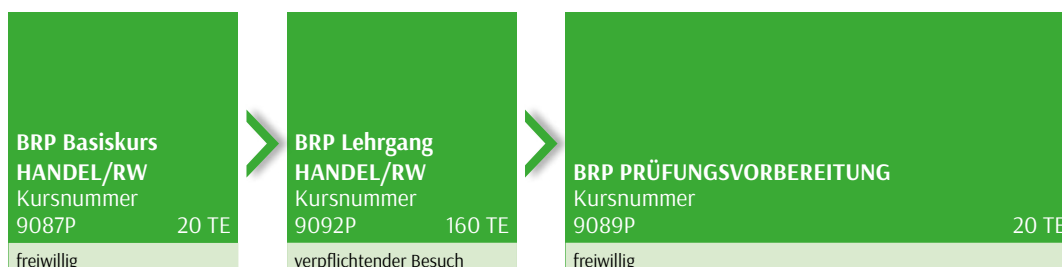 BRP Basiskurs
HANDEL/RW
Kursnummer
9087P 20 TE
freiwillig
BRP Lehrgang
HANDEL/RW
Kursnummer
9092P 160 TE
verpflichtender Besuch
BRP PRÜFUNGSVORBEREITUNG
Kursnummer
9089P 20 TE
freiwillig